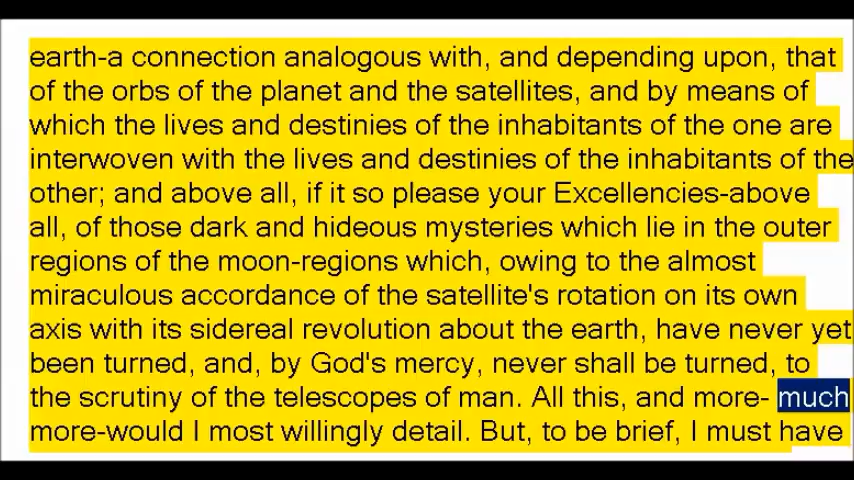 earth-a connection analogous with, and depending upon, that
of the orbs of the planet and the satellites, and by means of
which the lives and destinies of the inhabitants of the one are
interwoven with the lives and destinies of the inhabitants of the
other; and above all, if it so please your Excellencies-above
all, of those dark and hideous mysteries which lie in the outer
regions of the moon-regions which, owing to the almost
miraculous accordance of the satellite's rotation on its own
axis with its sidereal revolution about the earth, have never yet
been turned, and, by God's mercy, never shall be turned, to
the scrutiny of the telescopes of man. All this, and more- much
more-would I most willingly detail. But, to be brief, I must have